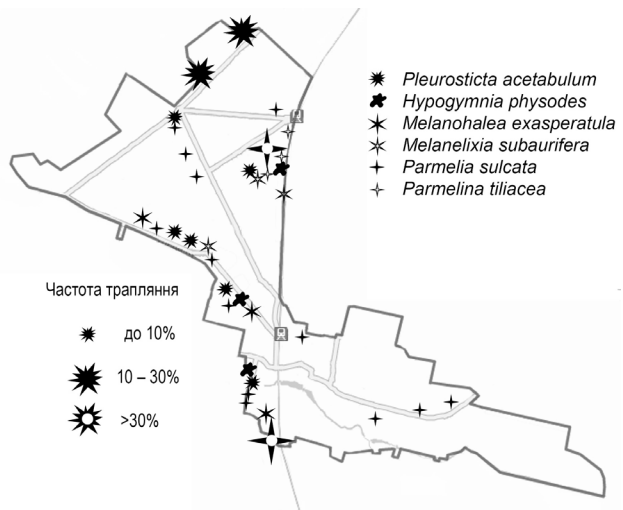 Pleurosticta acetabulum
Hypogymnia physodes
Melanohalea exasperatula
Melanelixia subaurifera
Parmelia sulcata
Parmelina tiliacea
Частота трапляння
до 10%
10 – 30%
>30%